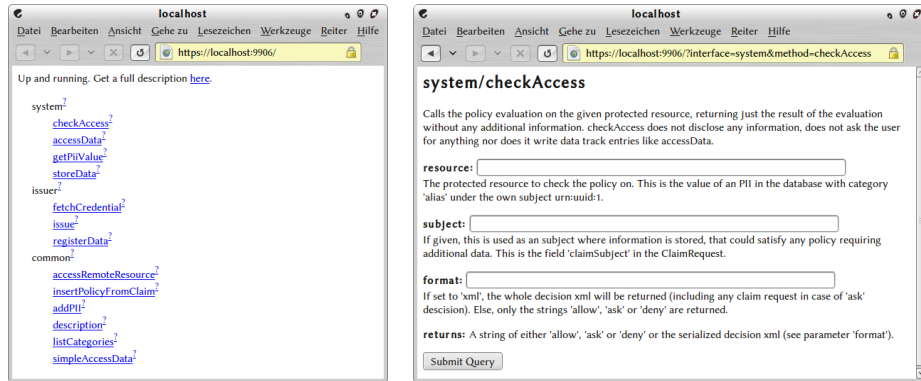 localhost
Datei Bearbeiten Ansicht Gehe zu Lesezeichen Werkzeuge Reiter Hilfe
https://localhost:9906/
Up and running. Get a full description here.
system?
checkAccess?
accessData?
getPiiValue?
storeData?
issuer?
fetchCredential?
issue?
registerData?
common?
accessRemoteResource?
insertPolicyFromClaim?
addPII?
description?
listCategories?
simpleAccessData?
localhost
Datei Bearbeiten Ansicht Gehe zu Lesezeichen Werkzeuge Reiter Hilfe
https://localhost:9906/?interface=system&method=checkAccess
system/checkAccess
Calls the policy evaluation on the given protected resource, returning just the result of the evaluation
without any additional information. checkAccess does not disclose any information, does not ask the user
for anything nor does it write data track entries like accessData.
resource:
The protected resource to check the policy on. This is the value of an PII in the database with category
'alias' under the own subject urn:uuid:1.
subject:
If given, this is used as an subject where information is stored, that could satisfy any policy requiring
additional data. This is the field 'claimSubject' in the ClaimRequest.
format:
If set to 'xml', the whole decision xml will be returned (including any claim request in case of 'ask'
descision). Else, only the strings 'allow', 'ask' or 'deny' are returned.
returns: A string of either 'allow', 'ask' or 'deny' or the serialized decision xml (see parameter 'format').
Submit Query